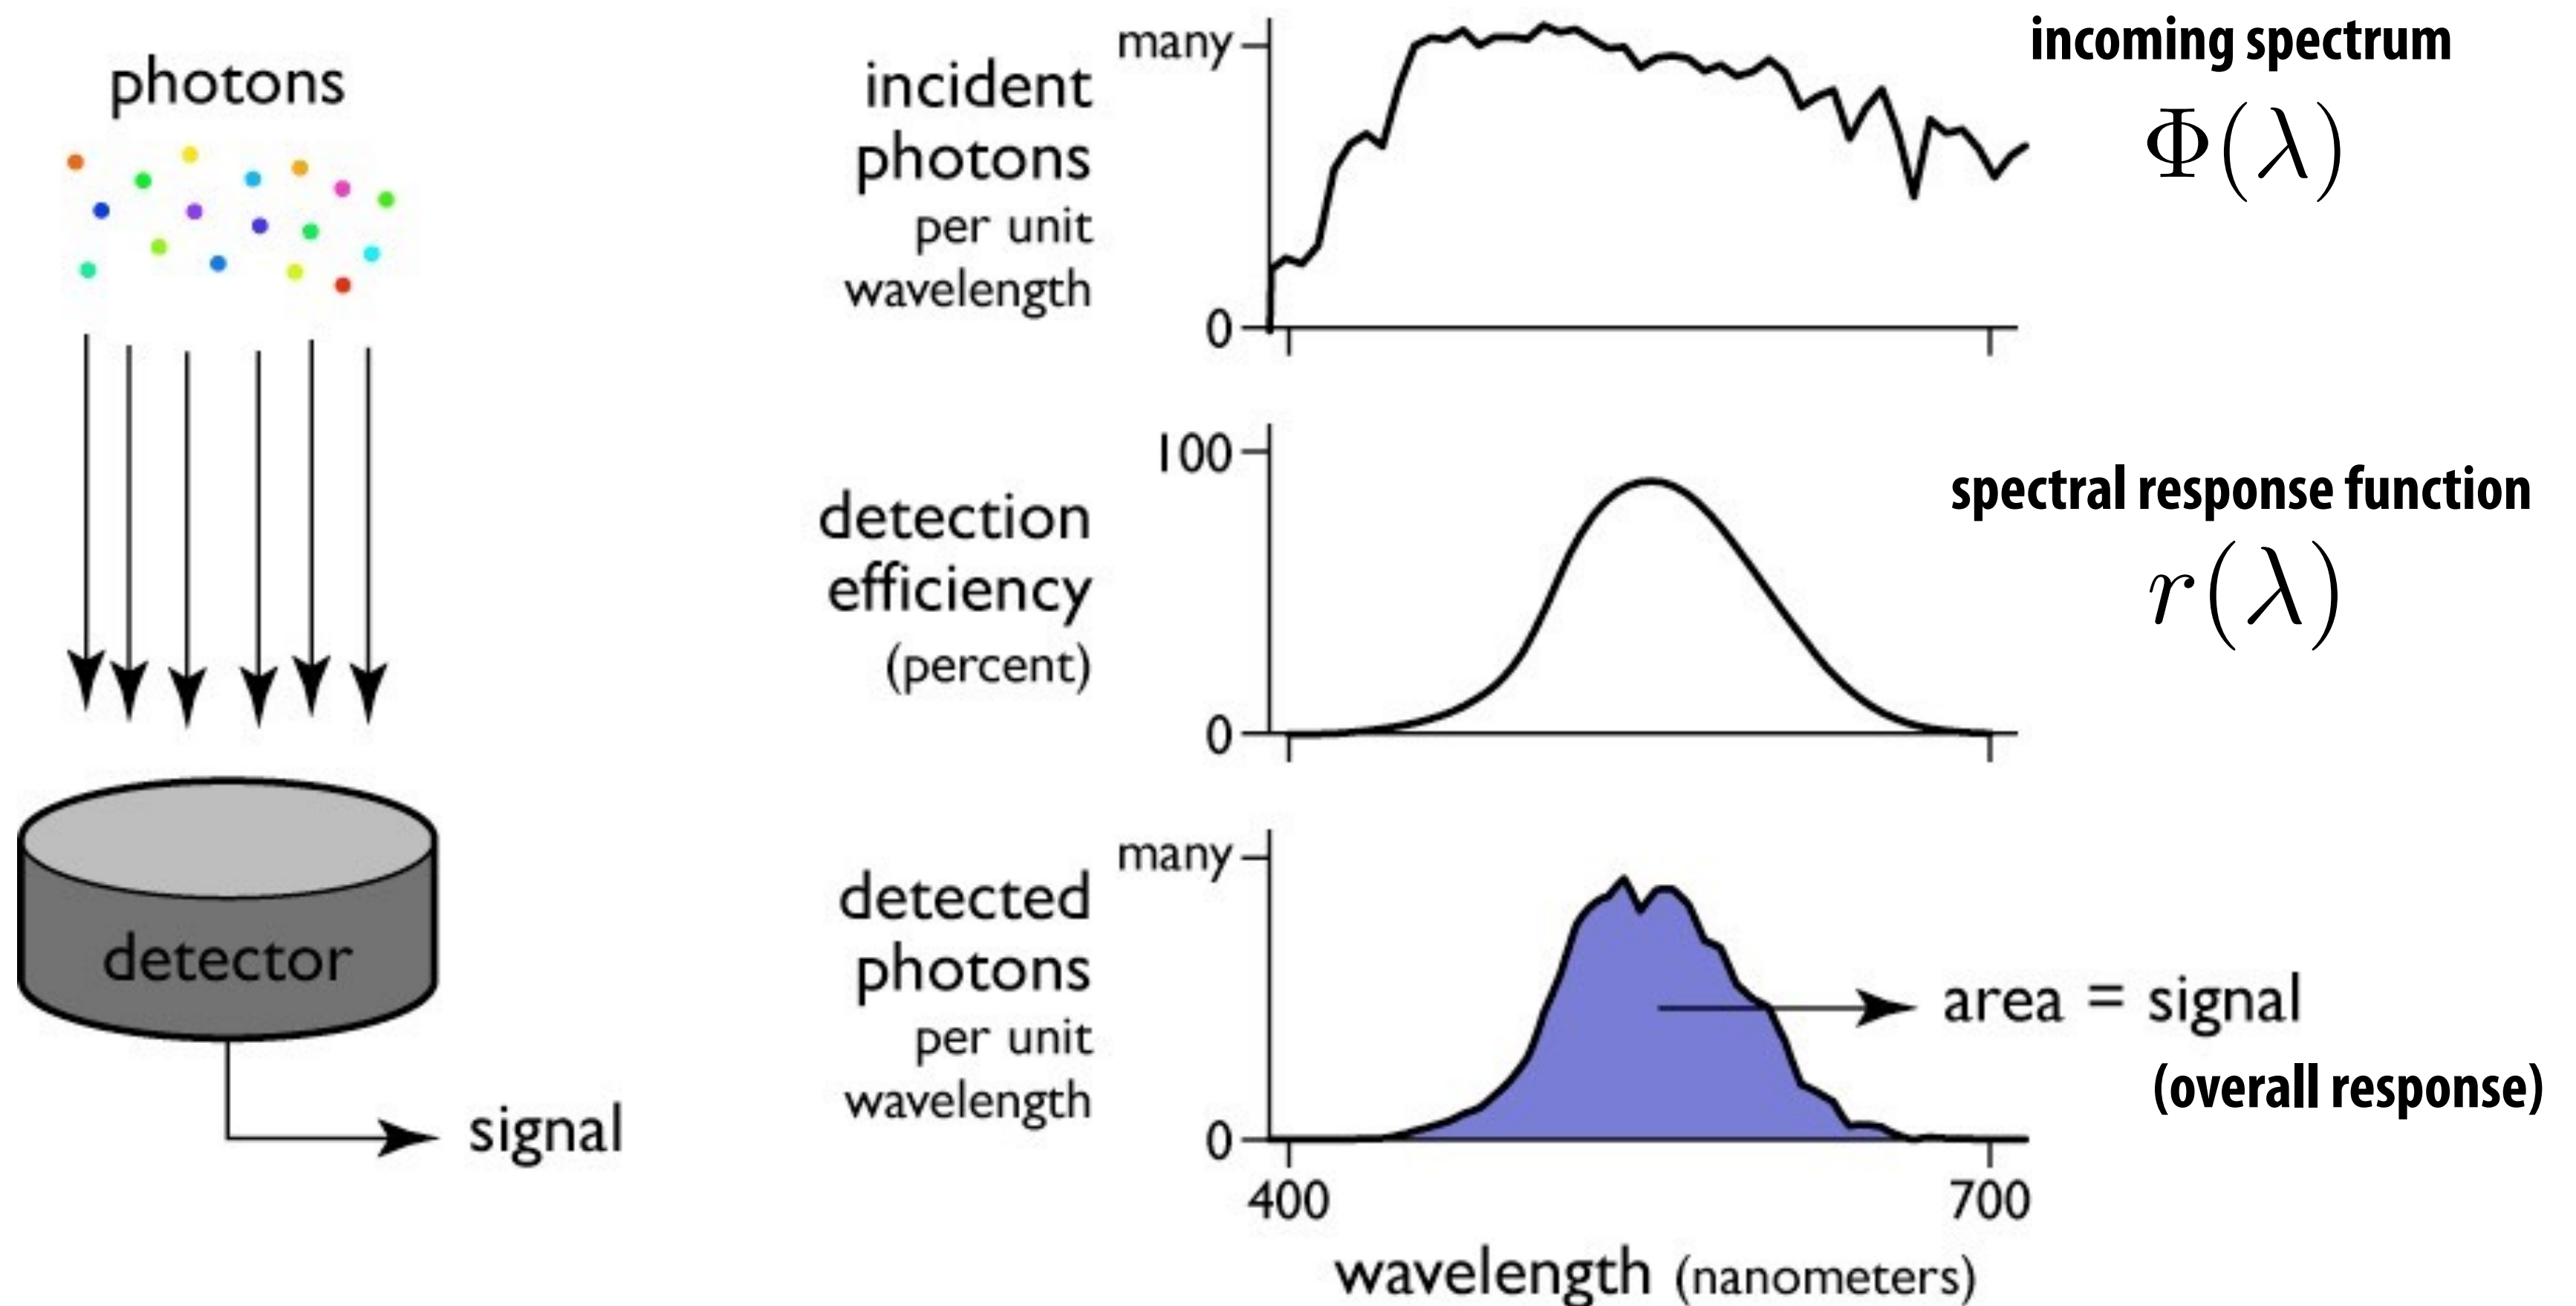 photons
detector
signal
incident
photons
per unit
wavelength
many
0
incoming spectrum
Φ(λ)
detection
efficiency
(percent)
100
0
spectral response function
r(λ)
detected
photons
per unit
wavelength
many
0
area = signal
(overall response)
400
700
wavelength (nanometers)